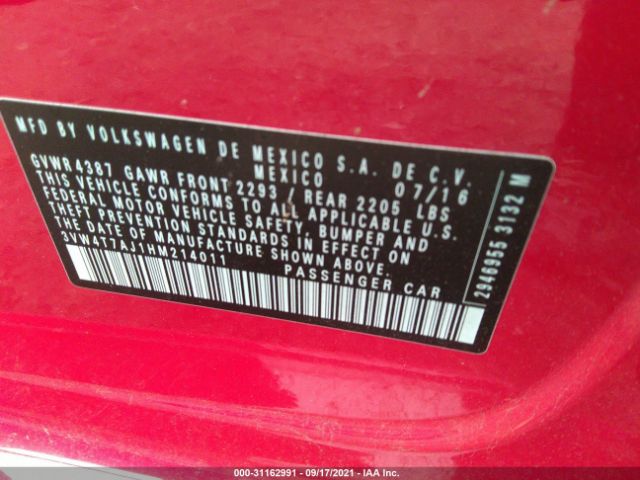 MFD BY VOLKSWAGEN DE MEXICO S.A. DE C.V.
MEXICO 07/16
GVWR 4387 GAWR FRONT 2293 / REAR 2205 LBS
THIS VEHICLE CONFORMS TO ALL APPLICABLE U.S.
FEDERAL MOTOR VEHICLE SAFETY, BUMPER AND
THEFT PREVENTION STANDARDS IN EFFECT ON
THE DATE OF MANUFACTURE SHOWN ABOVE.
3VW4T7AJ1HM214011 PASSENGER CAR
2946955 3132 M
000-31162991 - 09/17/2021 - IAA Inc.